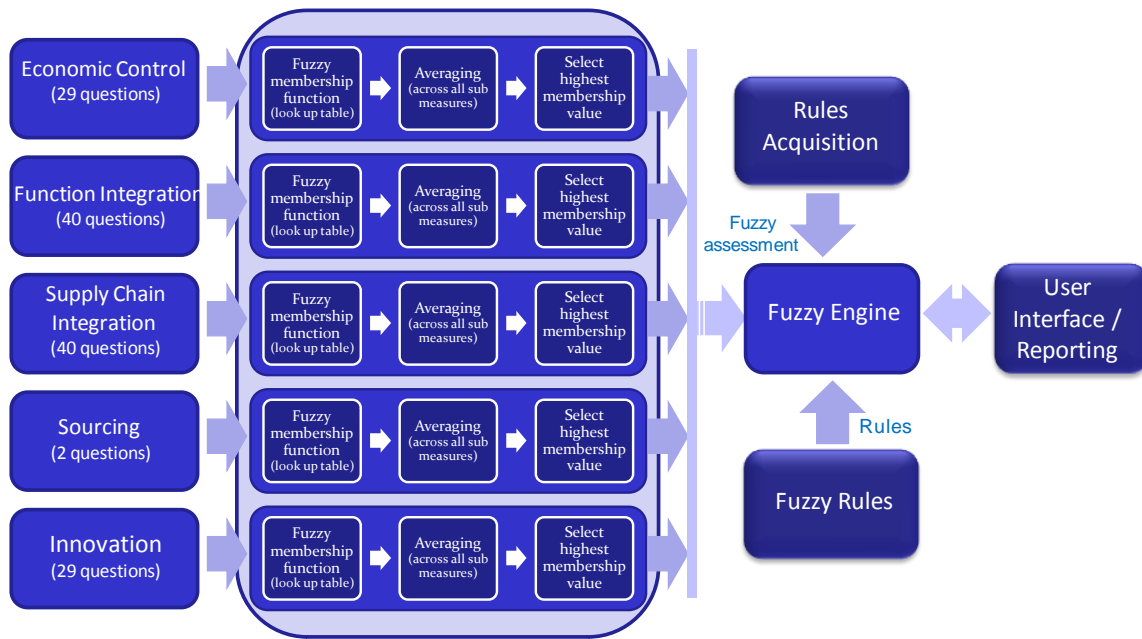 Economic Control
(29 questions)
Fuzzy
membership
function
(look up table)
Averaging
(across all sub
measures)
Select
highest
membership
value
Function Integration
(40 questions)
Fuzzy
membership
function
(look up table)
Averaging
(across all sub
measures)
Select
highest
membership
value
Supply Chain
Integration
(40 questions)
Fuzzy
membership
function
(look up table)
Averaging
(across all sub
measures)
Select
highest
membership
value
Sourcing
(2 questions)
Fuzzy
membership
function
(look up table)
Averaging
(across all sub
measures)
Select
highest
membership
value
Innovation
(29 questions)
Fuzzy
membership
function
(look up table)
Averaging
(across all sub
measures)
Select
highest
membership
value
Rules
Acquisition
Fuzzy
assessment
Fuzzy Engine
User
Interface /
Reporting
Rules
Fuzzy Rules